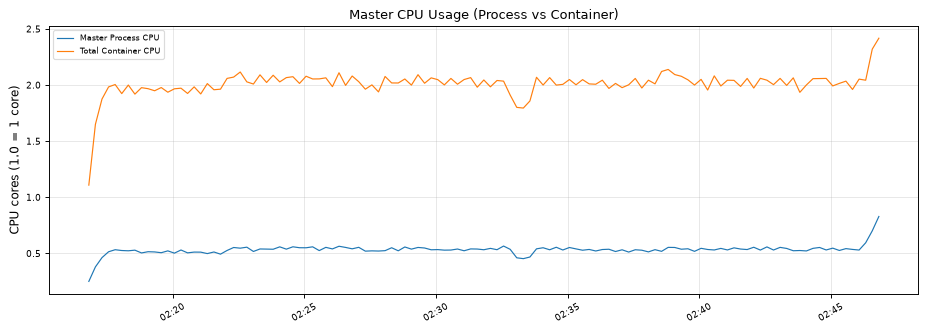 Master CPU Usage (Process vs Container)
Master Process CPU
Total Container CPU
CPU cores (1.0 = 1 core)
2.5
2.0
1.5
1.0
0.5
02:20
02:25
02:30
02:35
02:40
02:45